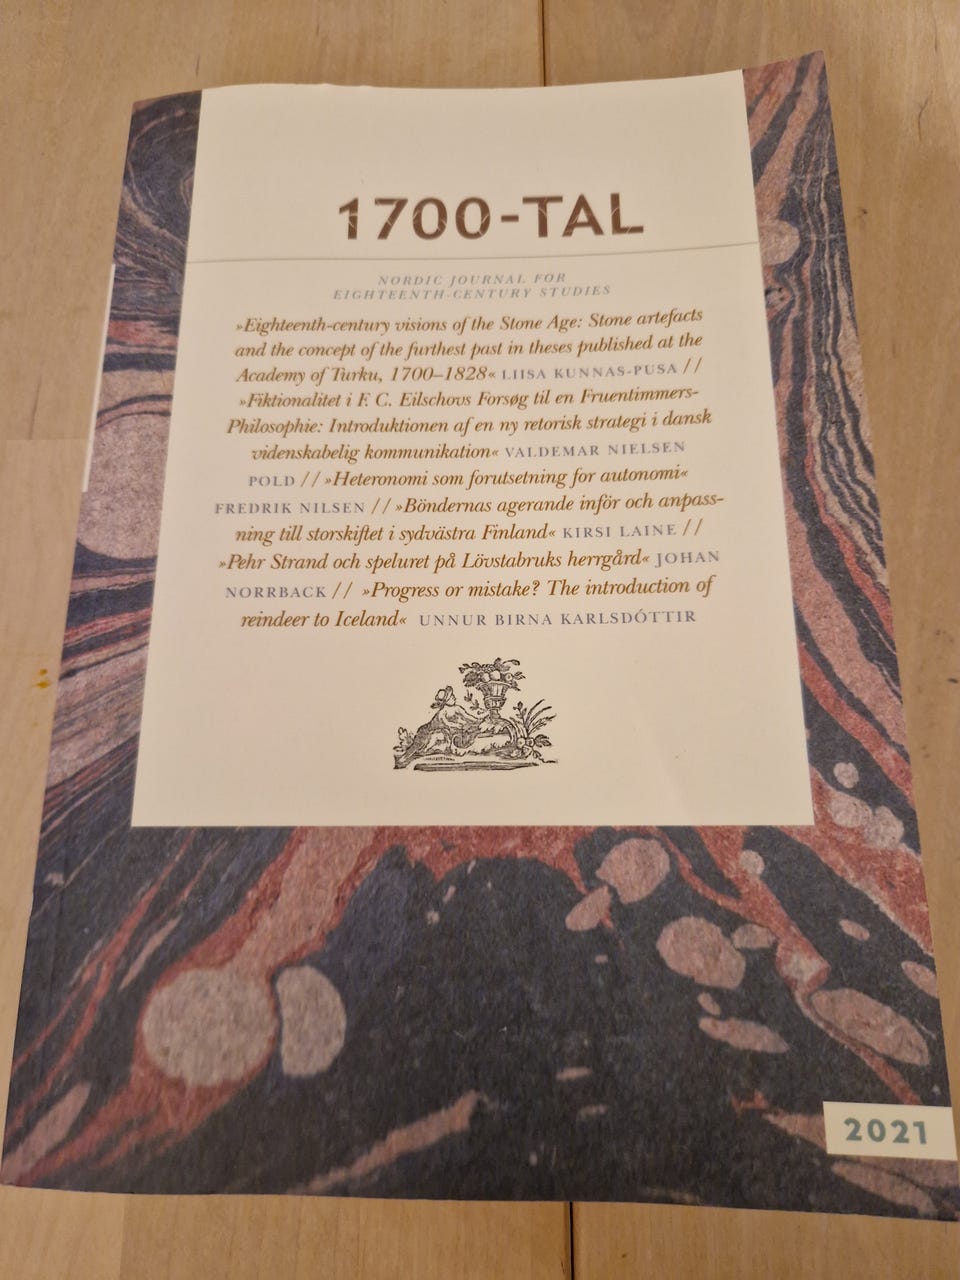 1700-TAL
NORDIC JOURNAL FOR
EIGHTEENTH-CENTURY STUDIES
»Eighteenth-century visions of the Stone Age: Stone artefacts
and the concept of the furthest past in theses published at the
Academy of Turku, 1700–1828« LIISA KUNNAS-PUSA //
»Fiktionalitet i F. C. Eilschovs Forsøg til en Fruentimmers-
Philosophie: Introduktionen af en ny retorisk strategi i dansk
videnskabelig kommunikation« VALDEMAR NIELSEN
POLD // »Heteronomi som forutsetning for autonomi«
FREDRIK NILSEN // »Böndernas agerande inför och anpass-
ning till storskiftet i sydvästra Finland« KIRSI LAINE //
»Pehr Strand och speluret på Lövstabruks herrgård« JOHAN
NORRBACK // »Progress or mistake? The introduction of
reindeer to Iceland« UNNUR BIRNA KARLSDÓTTIR
2021